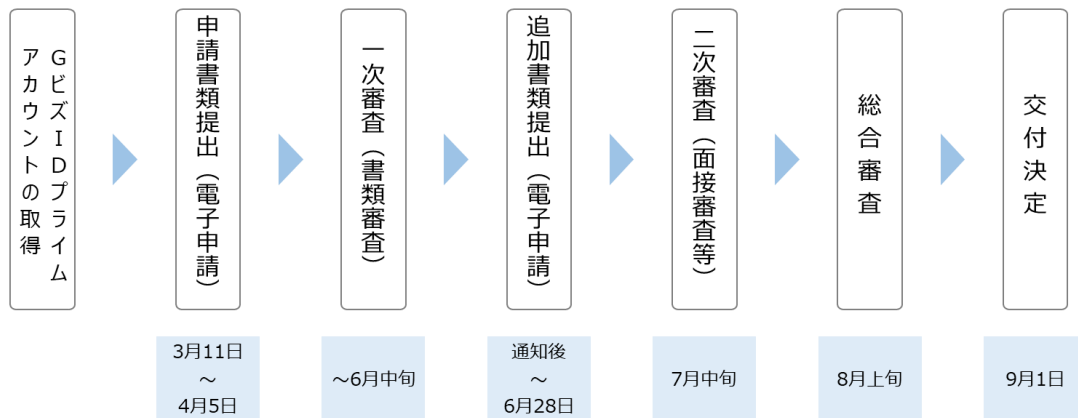 GビズIDプライム
アカウントの取得
申請書類提出（電子申請）
一次審査（書類審査）
追加書類提出（電子申請）
二次審査（面接審査等）
総合審査
交付決定
3月11日
～
4月5日
～6月中旬
通知後
～
6月28日
7月中旬
8月上旬
9月1日